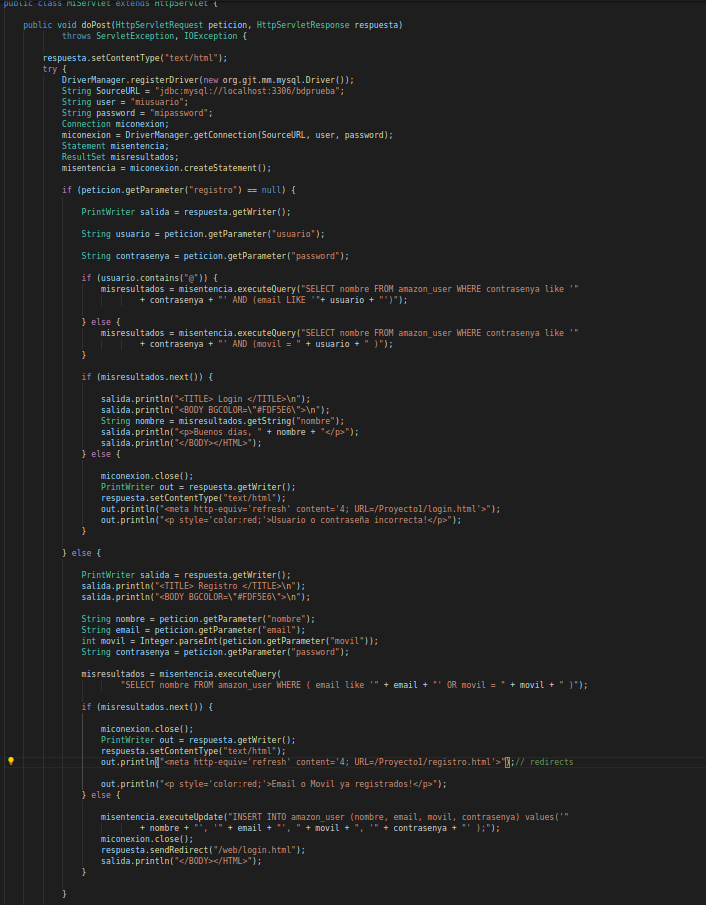 public class MiServlet extends HttpServlet {
public void doPost(HttpServletRequest peticion, HttpServletResponse respuesta)
throws ServletException, IOException {
respuesta.setContentType("text/html");
try {
DriverManager.registerDriver(new org.gjt.mm.mysql.Driver());
String SourceURL = "jdbc:mysql://localhost:3306/bdprueba";
String user = "miusuario";
String password = "mipassword";
Connection miconexion;
miconexion = DriverManager.getConnection(SourceURL, user, password);
Statement misentencia;
ResultSet misresultados;
misentencia = miconexion.createStatement();
if (peticion.getParameter("registro") == null) {
PrintWriter salida = respuesta.getWriter();
String usuario = peticion.getParameter("usuario");
String contrasenya = peticion.getParameter("password");
if (usuario.contains("@")) {
misresultados = misentencia.executeQuery("SELECT nombre FROM amazon_user WHERE contrasenya like '"
+ contrasenya + "' AND (email LIKE '"+ usuario + "')");
} else {
misresultados = misentencia.executeQuery("SELECT nombre FROM amazon_user WHERE contrasenya like '"
+ contrasenya + "' AND (movil = " + usuario + " )");
}
if (misresultados.next()) {
salida.println("<TITLE> Login </TITLE>\n");
salida.println("<BODY BGCOLOR=\"#FDF5E6\">\n");
String nombre = misresultados.getString("nombre");
salida.println("<p>Buenos dias, " + nombre + "</p>");
salida.println("</BODY></HTML>");
} else {
miconexion.close();
PrintWriter out = respuesta.getWriter();
respuesta.setContentType("text/html");
out.println("<meta http-equiv='refresh' content='4; URL=/Proyecto1/login.html'>");
out.println("<p style='color:red;'>Usuario o contraseña incorrecta!</p>");
}
} else {
PrintWriter salida = respuesta.getWriter();
salida.println("<TITLE> Registro </TITLE>\n");
salida.println("<BODY BGCOLOR=\"#FDF5E6\">\n");
String nombre = peticion.getParameter("nombre");
String email = peticion.getParameter("email");
int movil = Integer.parseInt(peticion.getParameter("movil"));
String contrasenya = peticion.getParameter("password");
misresultados = misentencia.executeQuery(
"SELECT nombre FROM amazon_user WHERE ( email like '" + email + "' OR movil = " + movil + " )");
if (misresultados.next()) {
miconexion.close();
PrintWriter out = respuesta.getWriter();
respuesta.setContentType("text/html");
out.println("<meta http-equiv='refresh' content='4; URL=/Proyecto1/registro.html'>");// redirects
out.println("<p style='color:red;'>Email o Movil ya registrados!</p>");
} else {
misentencia.executeUpdate("INSERT INTO amazon_user (nombre, email, movil, contrasenya) values('"
+ nombre + "', '" + email + "', " + movil + ", '" + contrasenya + "' );");
miconexion.close();
respuesta.sendRedirect("/web/login.html");
salida.println("</BODY></HTML>");
}
}